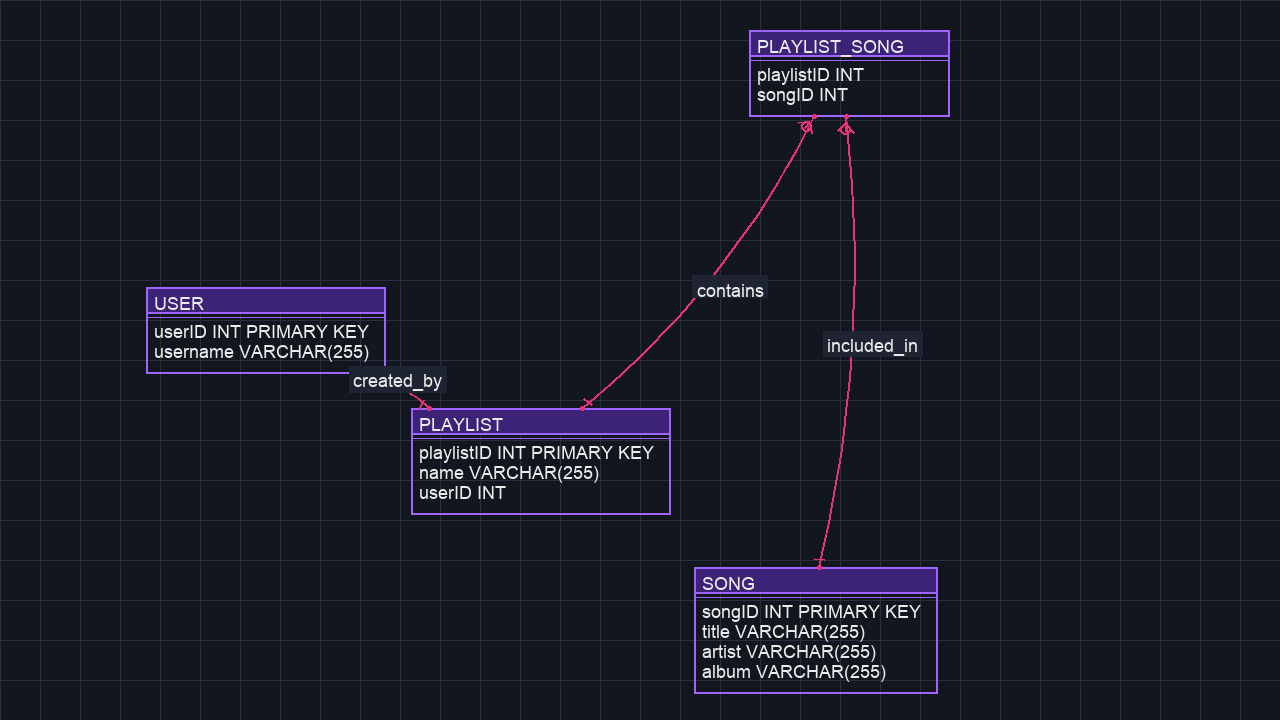 PLAYLIST_SONG
playlistID INT
songID INT
contains
USER
userID INT PRIMARY KEY
username VARCHAR(255)
included_in
created_by
PLAYLIST
playlistID INT PRIMARY KEY
name VARCHAR(255)
userID INT
SONG
songID INT PRIMARY KEY
title VARCHAR(255)
artist VARCHAR(255)
album VARCHAR(255)